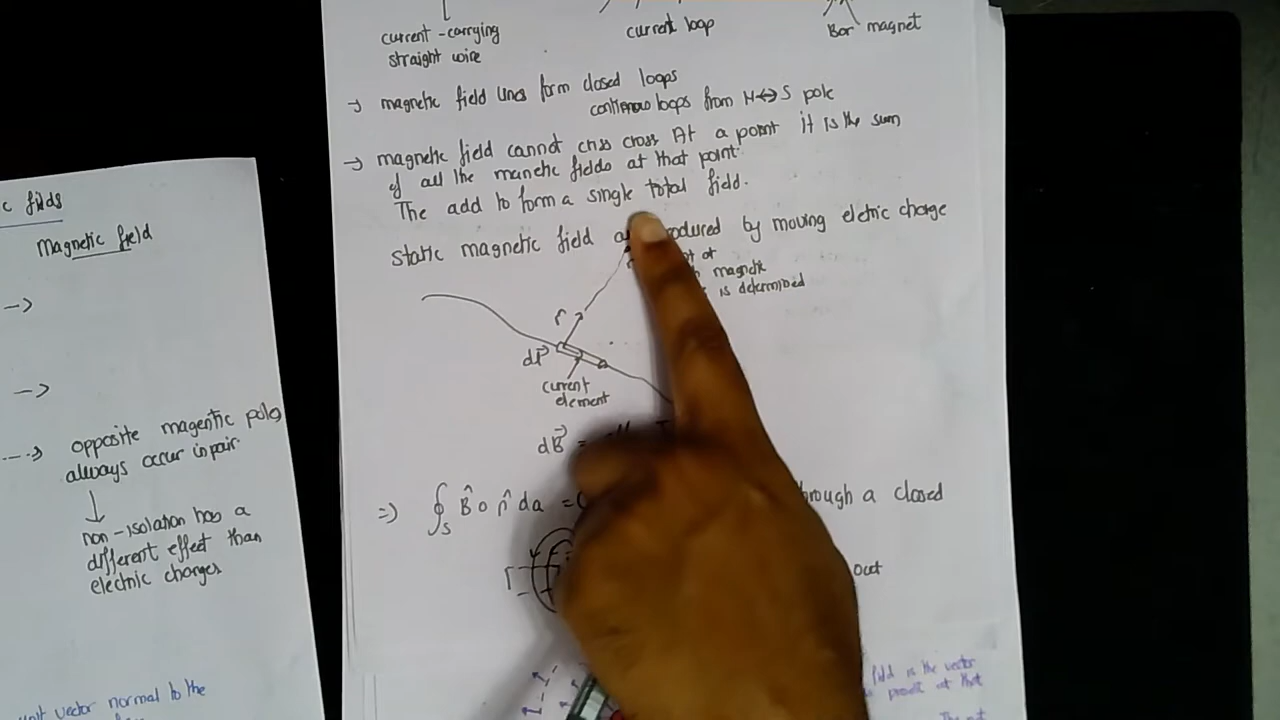 c fields
Magnetic field
->
->
--->
opposite magentic poles
always occur in pair
non-isolation has a
different effect than
electric charges
unit vector normal to the
current-carrying
straight wire
current loop
Bar magnet
-> magnetic field lines form closed loops
continuous loops from N<->S pole
-> magnetic field cannot criss cross At a point it is the sum
of all the manetic fields at that point.
The add to form a single total field.
static magnetic field produced by moving eletric charge
magnetic
is determined
r
dl
current
element
dB =
=> ∮S B o n̂ da =
through a closed
out
field is the vector
at that